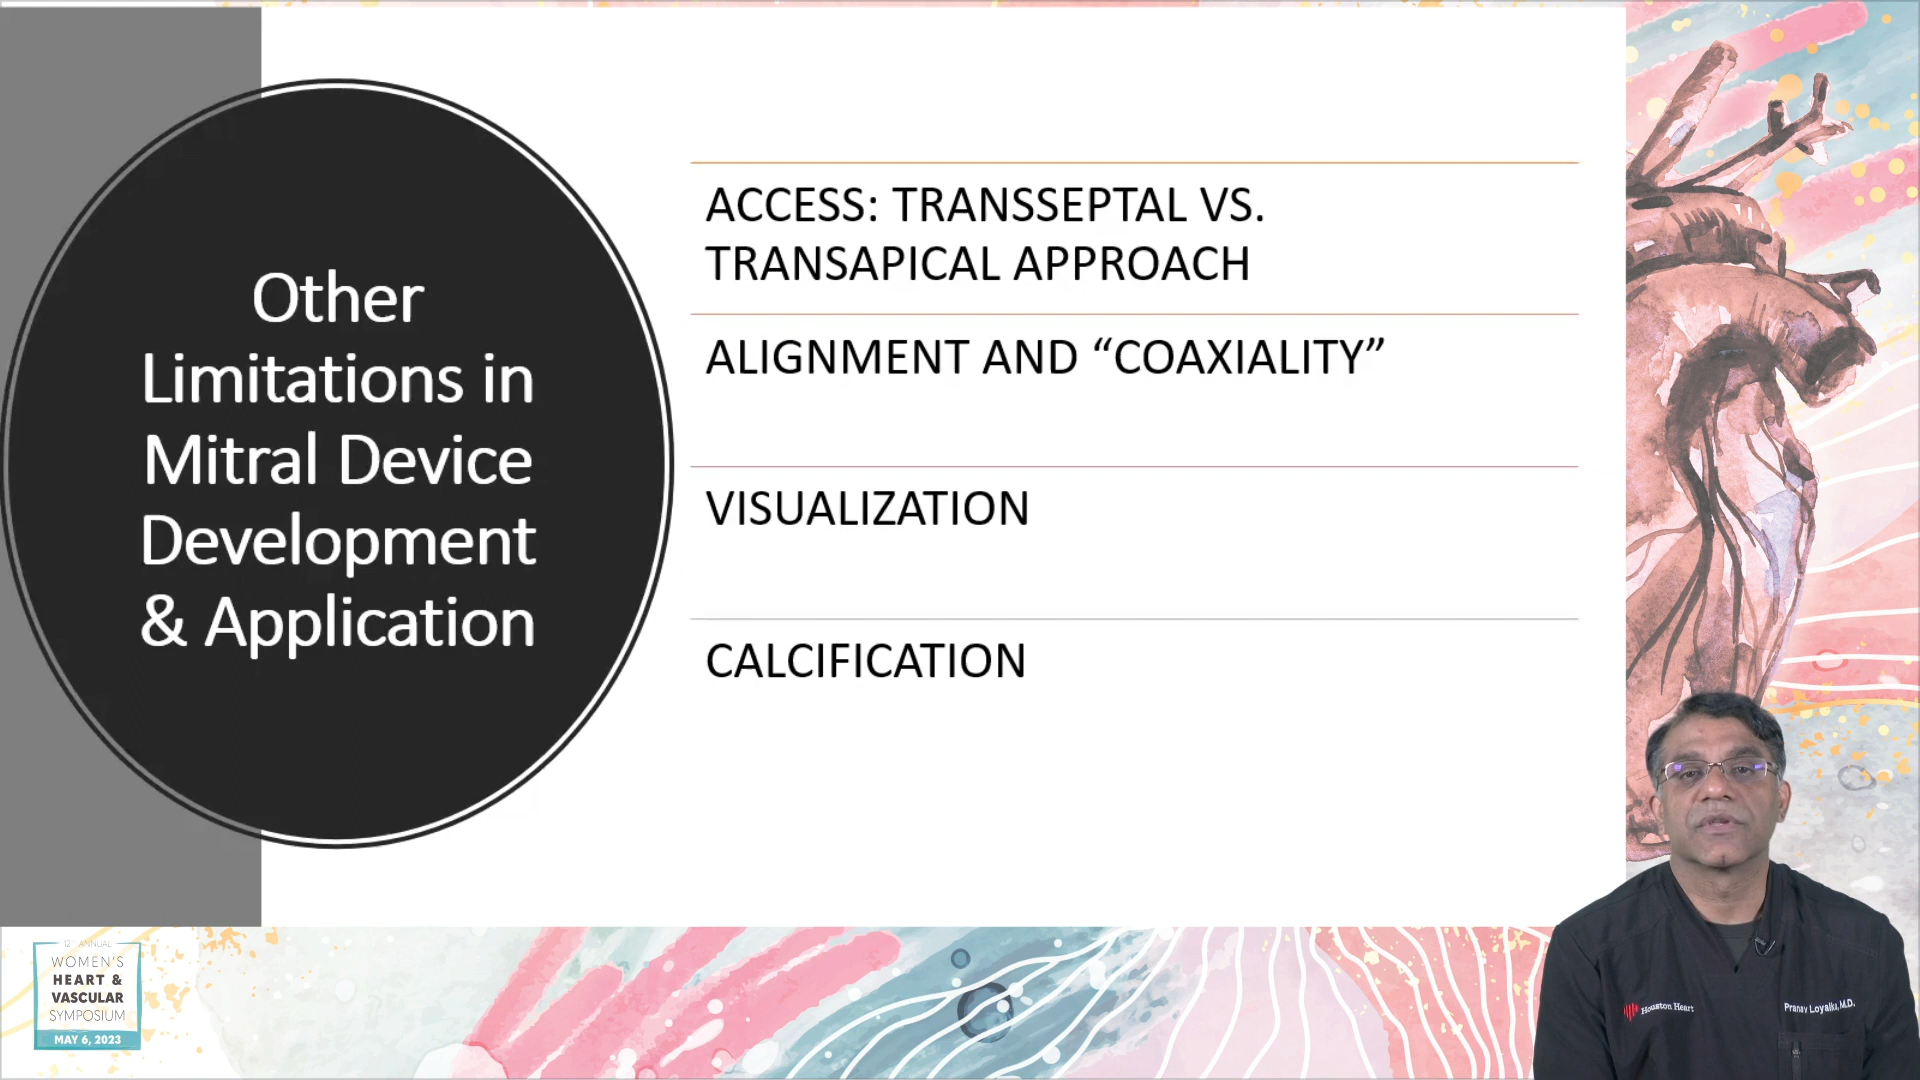 Other
Limitations in
Mitral Device
Development
& Application
ACCESS: TRANSSEPTAL VS.
TRANSAPICAL APPROACH
ALIGNMENT AND “COAXIALITY”
VISUALIZATION
CALCIFICATION
12 ANNUAL
WOMEN'S
HEART &
VASCULAR
SYMPOSIUM
MAY 6, 2023
Houston Heart
Pranav Loyalka, M.D.